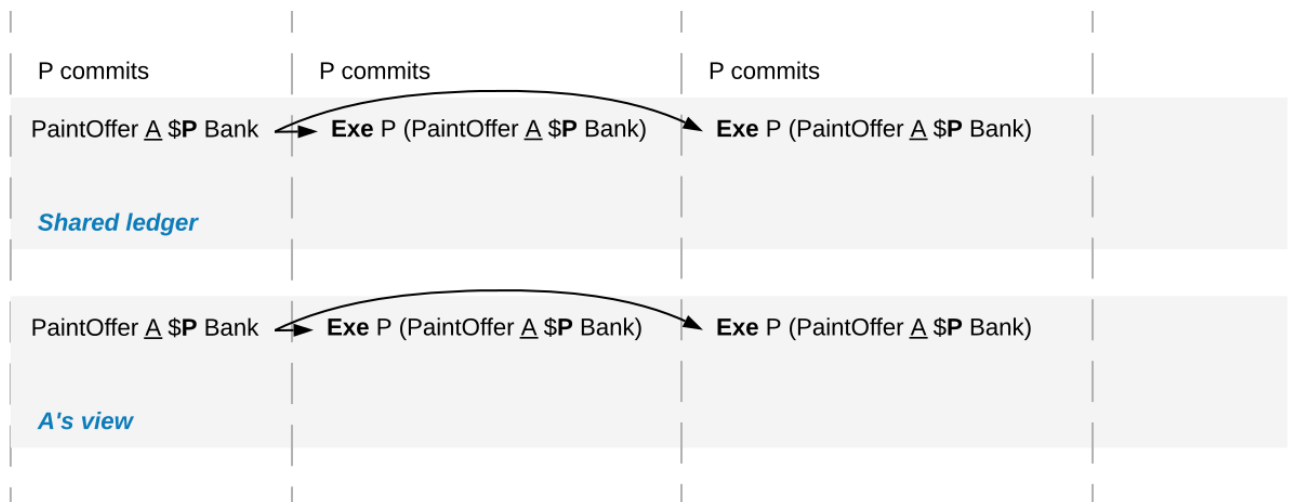 P commits P commits P commits
PaintOffer A $P Bank Exe P (PaintOffer A $P Bank) Exe P (PaintOffer A $P Bank)
Shared ledger
PaintOffer A $P Bank Exe P (PaintOffer A $P Bank) Exe P (PaintOffer A $P Bank)
A's view